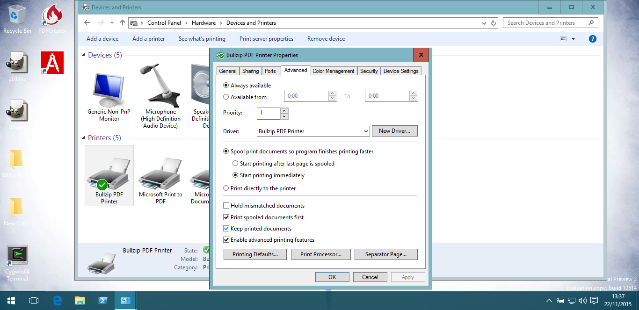 Devices and Printers
Control Panel › Hardware › Devices and Printers
Search Devices and Printers
Add a device Add a printer See what's printing Print server properties Remove device
Devices (5)
Generic Non-PnP Monitor
Microphone (High Definition Audio Device)
Printers (5)
Bullzip PDF Printer
Microsoft Print to PDF
Bullzip PDF Printer State:
Model:
Category:
Recycle Bin
Cygwin64 Terminal
Bullzip PDF Printer Properties
General Sharing Ports Advanced Color Management Security Device Settings
Always available
Available from 0:00 To 0:00
Priority: 1
Driver: Bullzip PDF Printer New Driver...
Spool print documents so program finishes printing faster
Start printing after last page is spooled
Start printing immediately
Print directly to the printer
Hold mismatched documents
Print spooled documents first
Keep printed documents
Enable advanced printing features
Printing Defaults... Print Processor... Separator Page...
OK Cancel Apply
13:37
22/11/2015